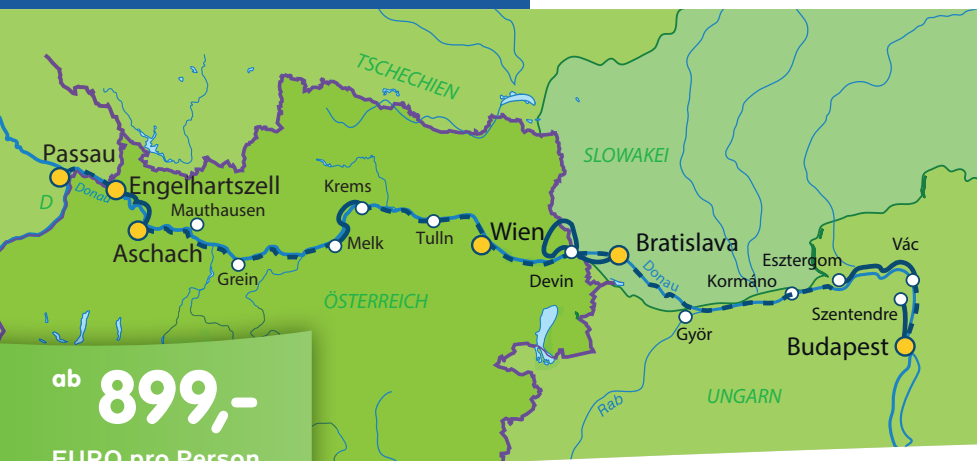 TSCHECHIEN
SLOWAKEI
Passau
D
Donau
Engelhartszell
Krems
Mauthausen
Aschach
Grein
Melk
Tulln
Wien
Devin
Bratislava
Donau
Esztergom
Vác
Kormáno
Szentendre
Györ
Budapest
ÖSTERREICH
Rab
UNGARN
ab 899,-
EURO pro Person